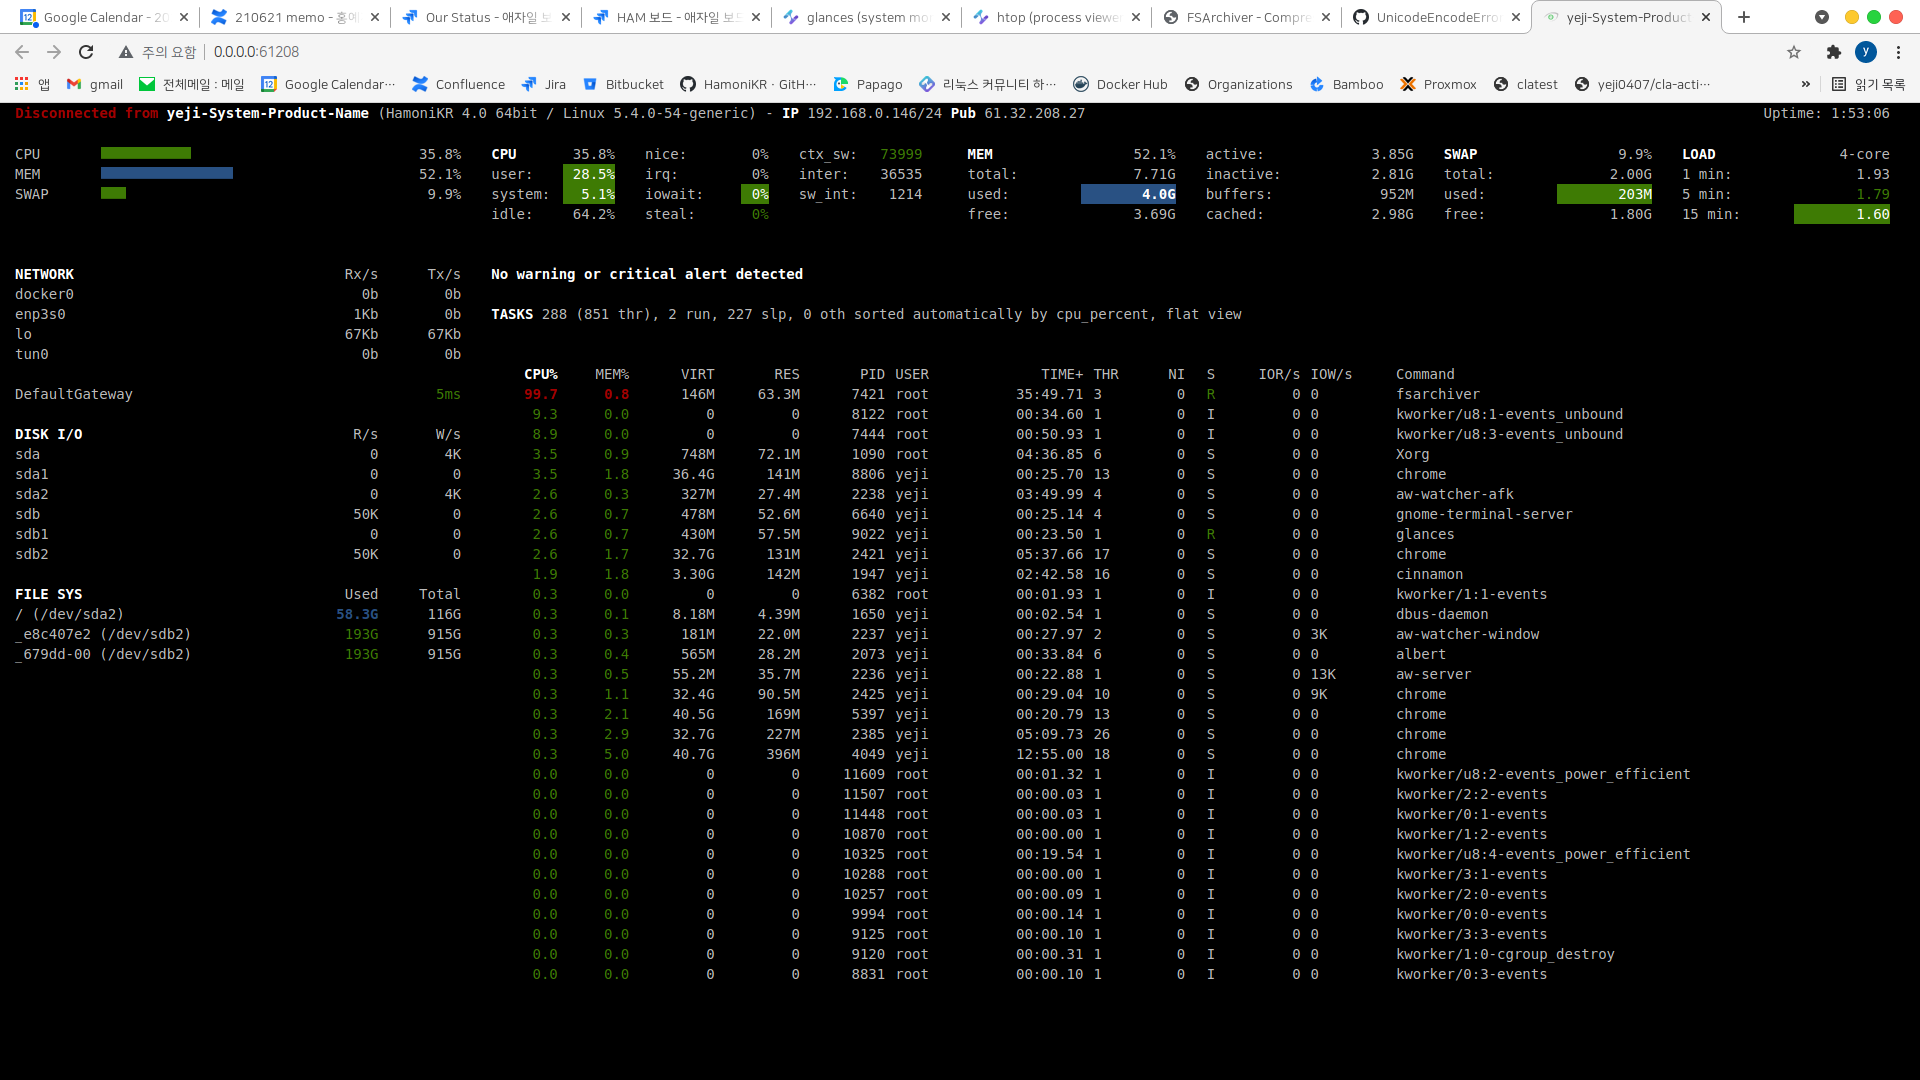 Google Calendar - 20
210621 memo - 홍예
Our Status - 애자일 보
HAM 보드 - 애자일 보드
glances (system mo
htop (process viewer
FSArchiver – Compre
UnicodeEncodeError
yeji-System-Product
주의 요함 0.0.0.0:61208 y
앱 gmail 전체메일 : 메일 Google Calendar··· Confluence Jira Bitbucket HamoniKR · GitH··· Papago 리눅스 커뮤니티 하··· Docker Hub Organizations Bamboo Proxmox clatest yeji0407/cla-acti··· » 읽기 목록
Disconnected from yeji-System-Product-Name (HamoniKR 4.0 64bit / Linux 5.4.0-54-generic) - IP 192.168.0.146/24 Pub 61.32.208.27 Uptime: 1:53:06
CPU 35.8% CPU 35.8% nice: 0% ctx_sw: 73999 MEM 52.1% active: 3.85G SWAP 9.9% LOAD 4-core
MEM 52.1% user: 28.5% irq: 0% inter: 36535 total: 7.71G inactive: 2.81G total: 2.00G 1 min: 1.93
SWAP 9.9% system: 5.1% iowait: 0% sw_int: 1214 used: 4.0G buffers: 952M used: 203M 5 min: 1.79
idle: 64.2% steal: 0% free: 3.69G cached: 2.98G free: 1.80G 15 min: 1.60
NETWORK Rx/s Tx/s
docker0 0b 0b
enp3s0 1Kb 0b
lo 67Kb 67Kb
tun0 0b 0b
DefaultGateway 5ms
DISK I/O R/s W/s
sda 0 4K
sda1 0 0
sda2 0 4K
sdb 50K 0
sdb1 0 0
sdb2 50K 0
FILE SYS Used Total
/ (/dev/sda2) 58.3G 116G
_e8c407e2 (/dev/sdb2) 193G 915G
_679dd-00 (/dev/sdb2) 193G 915G
No warning or critical alert detected
TASKS 288 (851 thr), 2 run, 227 slp, 0 oth sorted automatically by cpu_percent, flat view
CPU% MEM% VIRT RES PID USER TIME+ THR NI S IOR/s IOW/s Command
99.7 0.8 146M 63.3M 7421 root 35:49.71 3 0 R 0 0 fsarchiver
9.3 0.0 0 0 8122 root 00:34.60 1 0 I 0 0 kworker/u8:1-events_unbound
8.9 0.0 0 0 7444 root 00:50.93 1 0 I 0 0 kworker/u8:3-events_unbound
3.5 0.9 748M 72.1M 1090 root 04:36.85 6 0 S 0 0 Xorg
3.5 1.8 36.4G 141M 8806 yeji 00:25.70 13 0 S 0 0 chrome
2.6 0.3 327M 27.4M 2238 yeji 03:49.99 4 0 S 0 0 aw-watcher-afk
2.6 0.7 478M 52.6M 6640 yeji 00:25.14 4 0 S 0 0 gnome-terminal-server
2.6 0.7 430M 57.5M 9022 yeji 00:23.50 1 0 R 0 0 glances
2.6 1.7 32.7G 131M 2421 yeji 05:37.66 17 0 S 0 0 chrome
1.9 1.8 3.30G 142M 1947 yeji 02:42.58 16 0 S 0 0 cinnamon
0.3 0.0 0 0 6382 root 00:01.93 1 0 I 0 0 kworker/1:1-events
0.3 0.1 8.18M 4.39M 1650 yeji 00:02.54 1 0 S 0 0 dbus-daemon
0.3 0.3 181M 22.0M 2237 yeji 00:27.97 2 0 S 0 3K aw-watcher-window
0.3 0.4 565M 28.2M 2073 yeji 00:33.84 6 0 S 0 0 albert
0.3 0.5 55.2M 35.7M 2236 yeji 00:22.88 1 0 S 0 13K aw-server
0.3 1.1 32.4G 90.5M 2425 yeji 00:29.04 10 0 S 0 9K chrome
0.3 2.1 40.5G 169M 5397 yeji 00:20.79 13 0 S 0 0 chrome
0.3 2.9 32.7G 227M 2385 yeji 05:09.73 26 0 S 0 0 chrome
0.3 5.0 40.7G 396M 4049 yeji 12:55.00 18 0 S 0 0 chrome
0.0 0.0 0 0 11609 root 00:01.32 1 0 I 0 0 kworker/u8:2-events_power_efficient
0.0 0.0 0 0 11507 root 00:00.03 1 0 I 0 0 kworker/2:2-events
0.0 0.0 0 0 11448 root 00:00.03 1 0 I 0 0 kworker/0:1-events
0.0 0.0 0 0 10870 root 00:00.00 1 0 I 0 0 kworker/1:2-events
0.0 0.0 0 0 10325 root 00:19.54 1 0 I 0 0 kworker/u8:4-events_power_efficient
0.0 0.0 0 0 10288 root 00:00.00 1 0 I 0 0 kworker/3:1-events
0.0 0.0 0 0 10257 root 00:00.09 1 0 I 0 0 kworker/2:0-events
0.0 0.0 0 0 9994 root 00:00.14 1 0 I 0 0 kworker/0:0-events
0.0 0.0 0 0 9125 root 00:00.10 1 0 I 0 0 kworker/3:3-events
0.0 0.0 0 0 9120 root 00:00.31 1 0 I 0 0 kworker/1:0-cgroup_destroy
0.0 0.0 0 0 8831 root 00:00.10 1 0 I 0 0 kworker/0:3-events